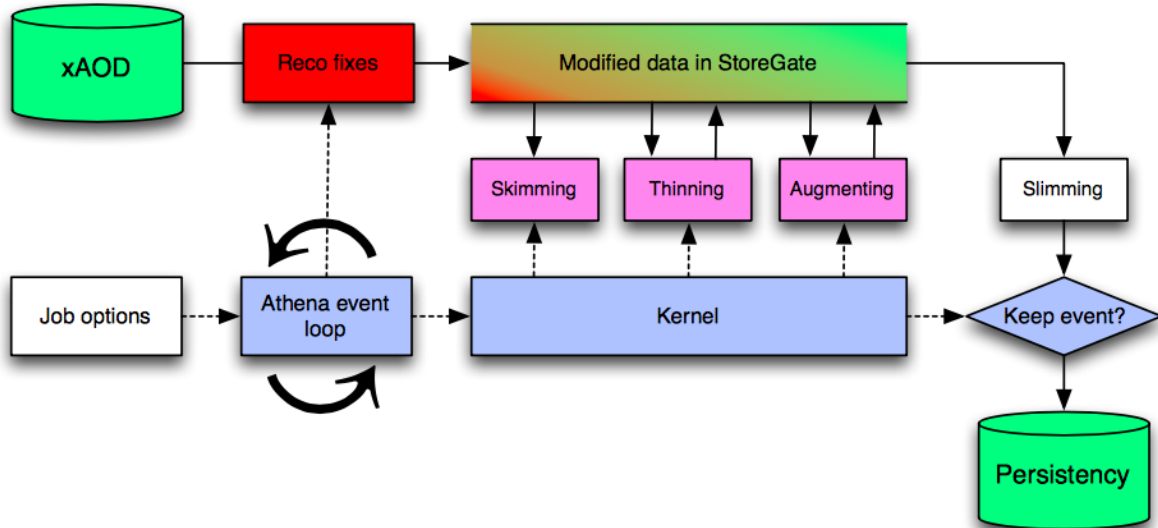 xAOD
Reco fixes
Modified data in StoreGate
Skimming
Thinning
Augmenting
Slimming
Job options
Athena event
loop
Kernel
Keep event?
Persistency